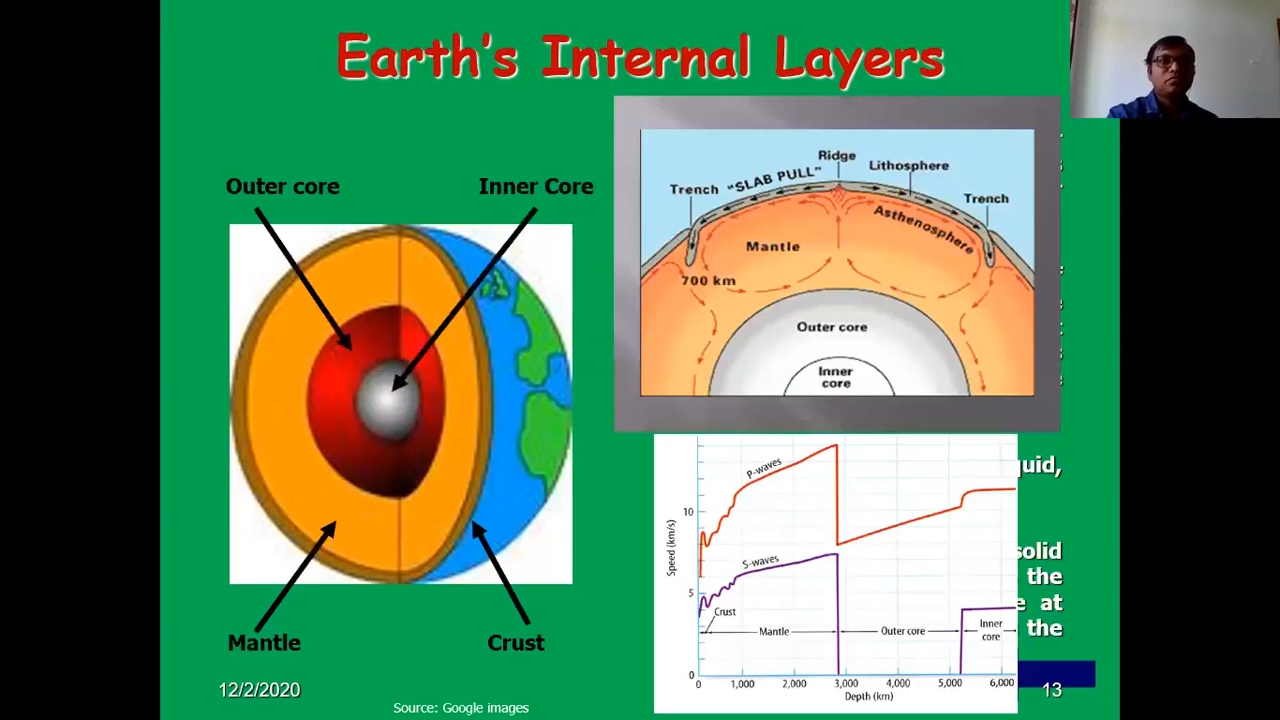 Earth's Internal Layers
Outer core
Inner Core
Mantle
Crust
Ridge
Lithosphere
Trench
"SLAB PULL"
Trench
Asthenosphere
Mantle
700 km
Outer core
Inner
core
P-waves
S-waves
10
5
0
Speed (km/s)
Crust
Mantle
Outer core
Inner
core
0
1,000
2,000
3,000
4,000
5,000
6,000
Depth (km)
quid,
solid
the
at
the
12/2/2020
Source: Google images
13